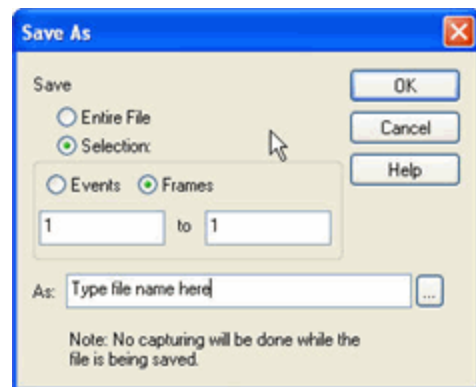 Save As
Save
OK
Entire File
Cancel
Selection:
Help
Events Frames
1 to 1
As: Type file name here ...
Note: No capturing will be done while the
file is being saved.